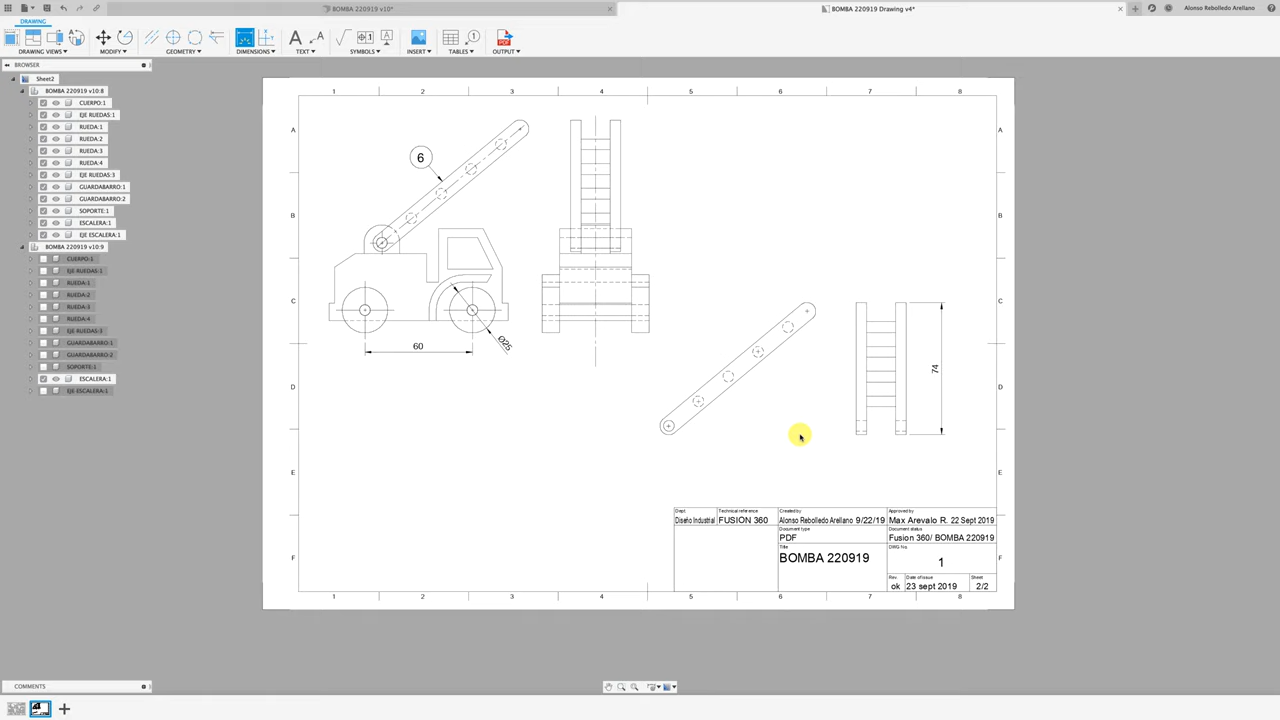 BOMBA 220919 v10*
BOMBA 220919 Drawing v4*
Alonso Rebolledo Arellano
DRAWING
DRAWING VIEWS
MODIFY
GEOMETRY
DIMENSIONS
TEXT
SYMBOLS
INSERT
TABLES
OUTPUT
BROWSER
Sheet2
BOMBA 220919 v10:8
CUERPO:1
EJE RUEDAS:1
RUEDA:1
RUEDA:2
RUEDA:3
RUEDA:4
EJE RUEDAS:3
GUARDABARRO:1
GUARDABARRO:2
SOPORTE:1
ESCALERA:1
EJE ESCALERA:1
BOMBA 220919 v10:9
CUERPO:1
EJE RUEDAS:1
RUEDA:1
RUEDA:2
RUEDA:3
RUEDA:4
EJE RUEDAS:3
GUARDABARRO:1
GUARDABARRO:2
SOPORTE:1
ESCALERA:1
EJE ESCALERA:1
1 2 3 4 5 6 7 8
A A
B B
C C
D D
E E
F F
6
60
Ø25
74
Dept.
Diseño Industrial
Technical reference
FUSION 360
Created by
Alonso Rebolledo Arellano 9/22/19
Approved by
Max Arevalo R. 22 Sept 2019
Document type
PDF
Document status
Fusion 360/ BOMBA 220919
Title
BOMBA 220919
DWG No.
1
Rev.
ok
Date of issue
23 sept 2019
Sheet
2/2
1 2 3 4 5 6 7 8
COMMENTS